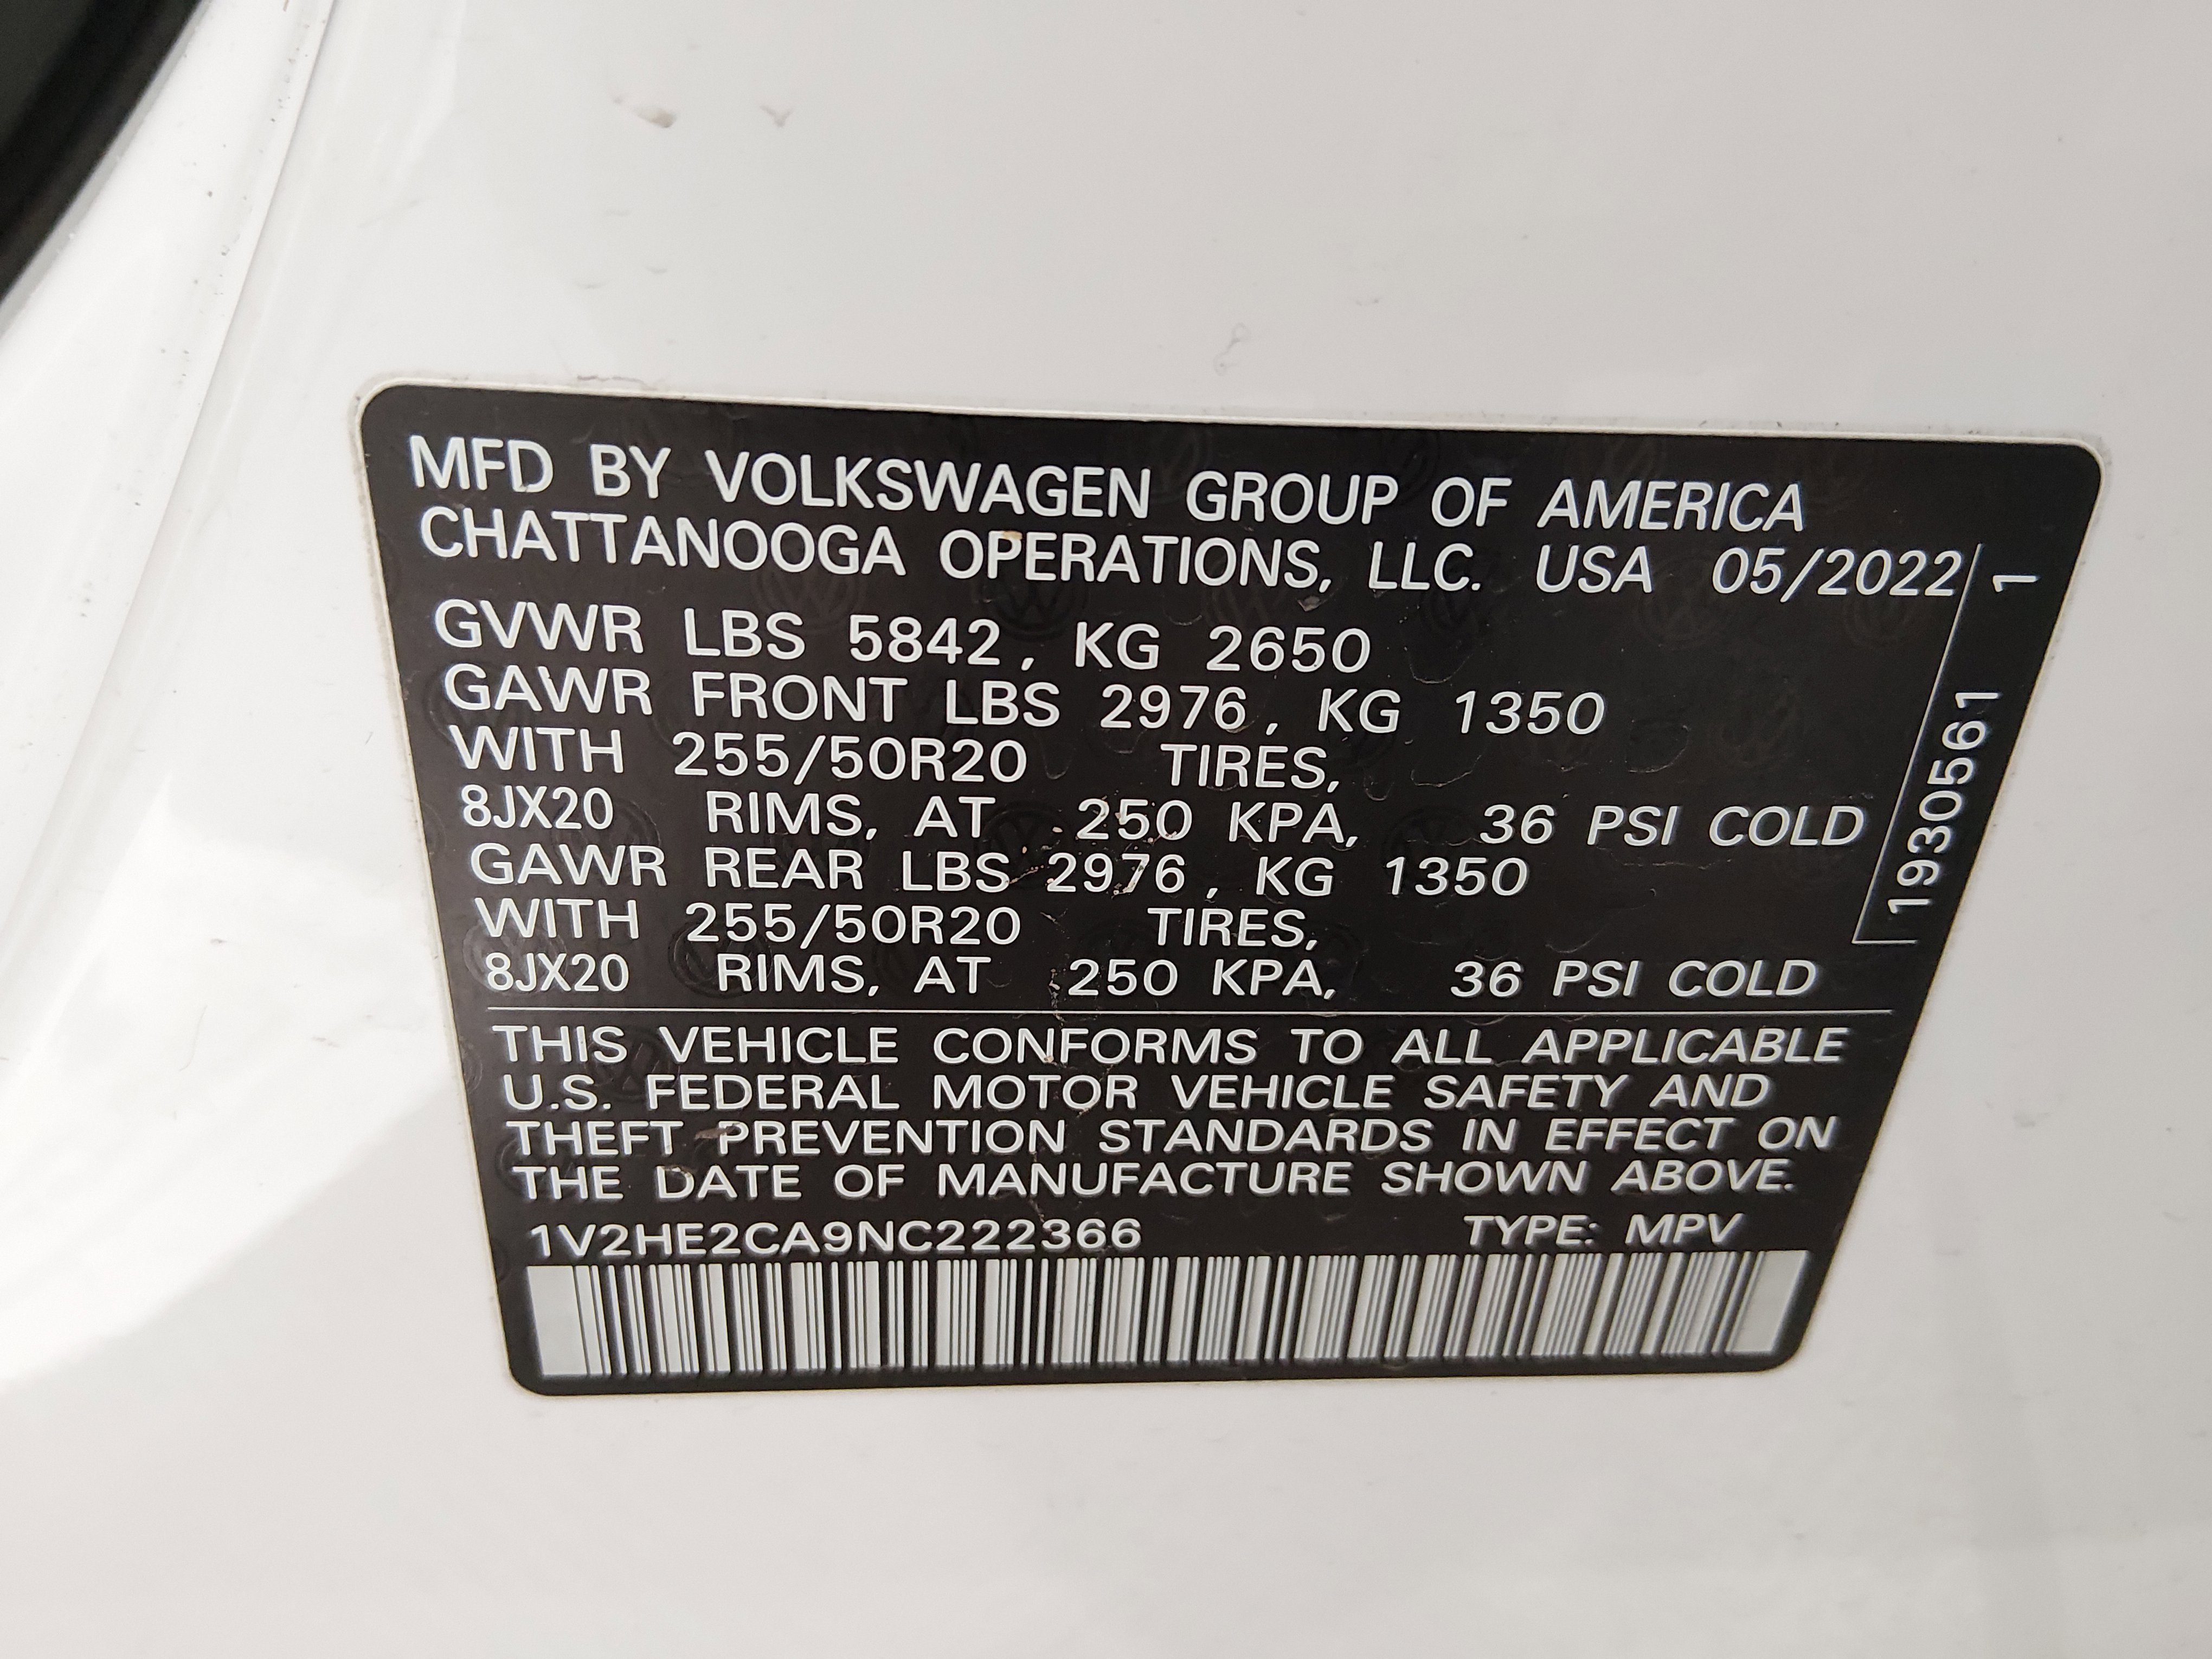 MFD BY VOLKSWAGEN GROUP OF AMERICA
CHATTANOOGA OPERATIONS, LLC. USA 05/2022
GVWR LBS 5842, KG 2650
GAWR FRONT LBS 2976, KG 1350
WITH 255/50R20 TIRES,
8JX20 RIMS, AT 250 KPA, 36 PSI COLD
GAWR REAR LBS 2976, KG 1350
WITH 255/50R20 TIRES,
8JX20 RIMS, AT 250 KPA, 36 PSI COLD
1930561 1
THIS VEHICLE CONFORMS TO ALL APPLICABLE
U.S. FEDERAL MOTOR VEHICLE SAFETY AND
THEFT PREVENTION STANDARDS IN EFFECT ON
THE DATE OF MANUFACTURE SHOWN ABOVE.
1V2HE2CA9NC222366 TYPE: MPV